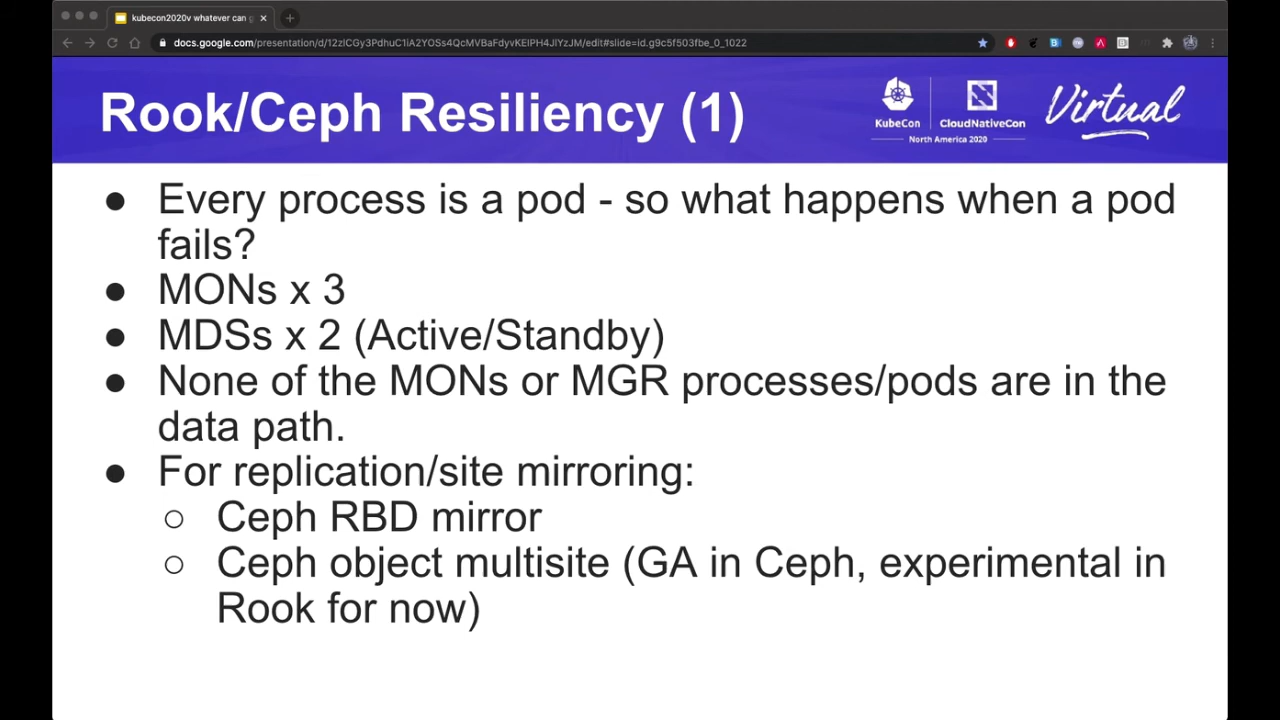 kubecon2020v whatever can g
docs.google.com/presentation/d/12zlCGy3PdhuC1iA2YOSs4QcMVBaFdyvKEIPH4JlYzJM/edit#slide=id.g9c5f503fbe_0_1022
Rook/Ceph Resiliency (1)
KubeCon
CloudNativeCon
North America 2020
Virtual
● Every process is a pod - so what happens when a pod
fails?
● MONs x 3
● MDSs x 2 (Active/Standby)
● None of the MONs or MGR processes/pods are in the
data path.
● For replication/site mirroring:
○ Ceph RBD mirror
○ Ceph object multisite (GA in Ceph, experimental in
Rook for now)